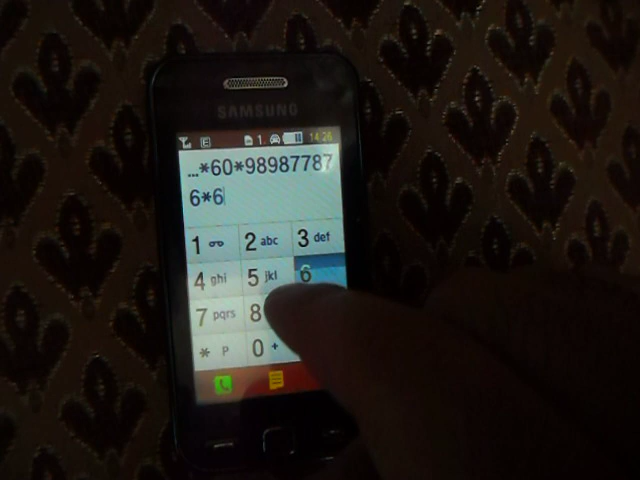 SAMSUNG
E 1. 14:26
...*60*98987787
6*6
1 2 abc 3 def
4 ghi 5 jkl 6
7 pqrs 8
* P 0 +